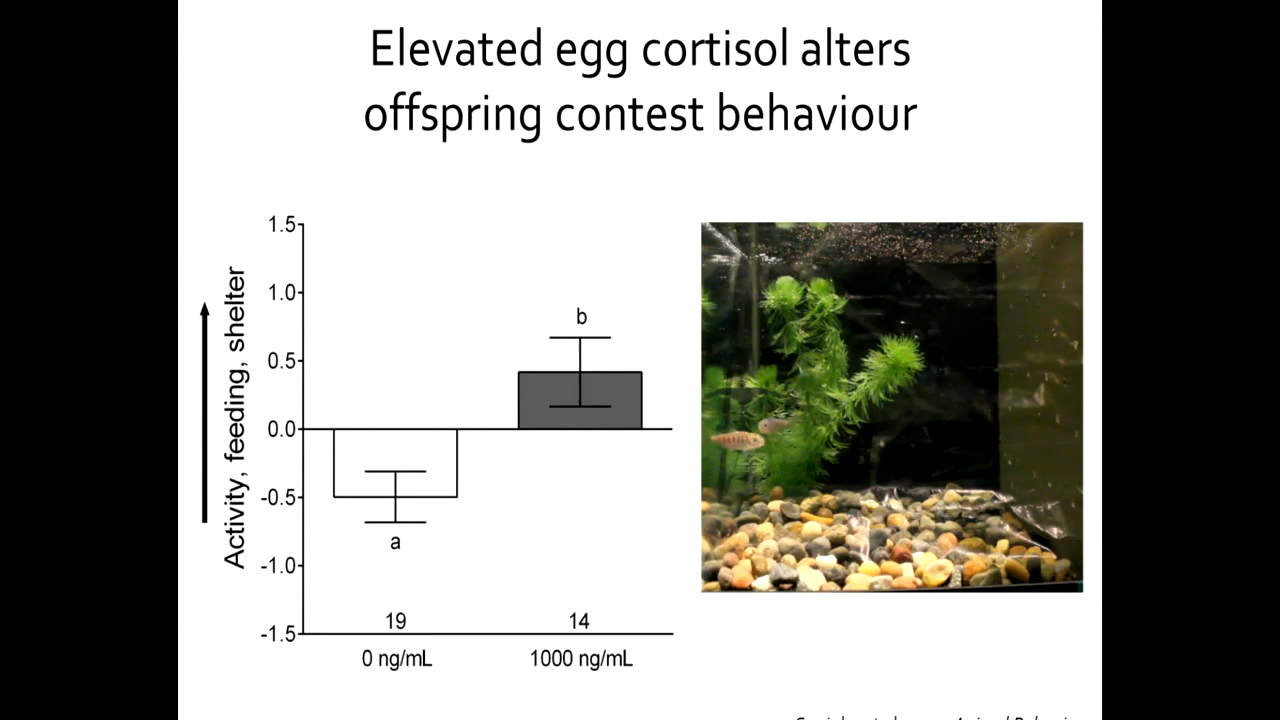 Elevated egg cortisol alters
offspring contest behaviour
Activity, feeding, shelter
1.5
1.0
0.5
0.0
-0.5
-1.0
-1.5
b
a
19 14
0 ng/mL 1000 ng/mL